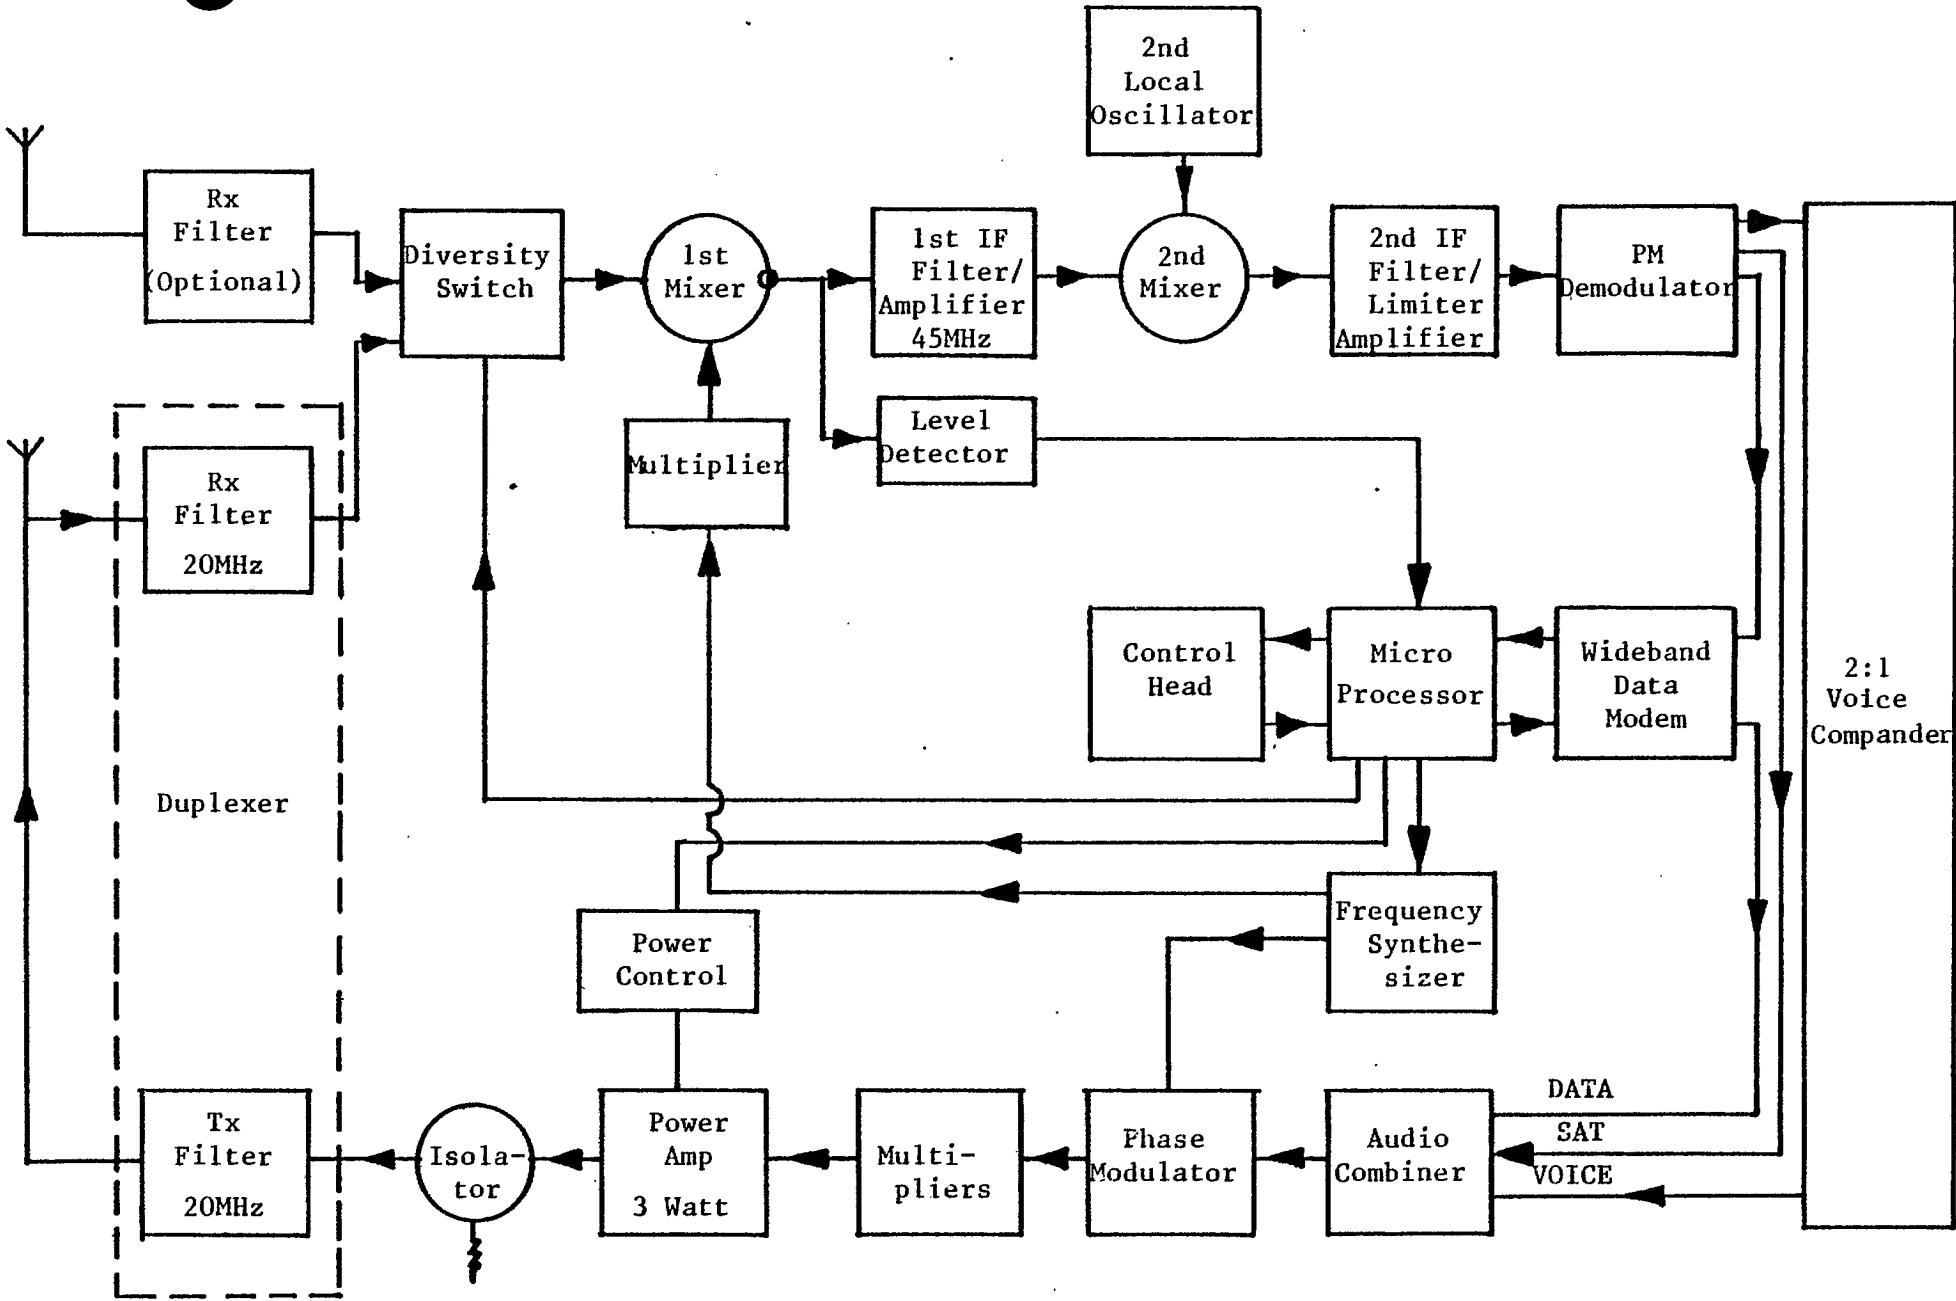 2nd
Local
Oscillator
Rx
Filter
(Optional)
Diversity
Switch
1st
Mixer
1st IF
Filter/
Amplifier
45MHz
2nd
Mixer
2nd IF
Filter/
Limiter
Amplifier
PM
Demodulator
Level
Detector
Multiplier
Rx
Filter
20MHz
Control
Head
Micro
Processor
Wideband
Data
Modem
2:1
Voice
Compander
Duplexer
Power
Control
Frequency
Synthe-
sizer
Tx
Filter
20MHz
Isola-
tor
Power
Amp
3 Watt
Multi-
pliers
Phase
Modulator
Audio
Combiner
DATA
SAT
VOICE